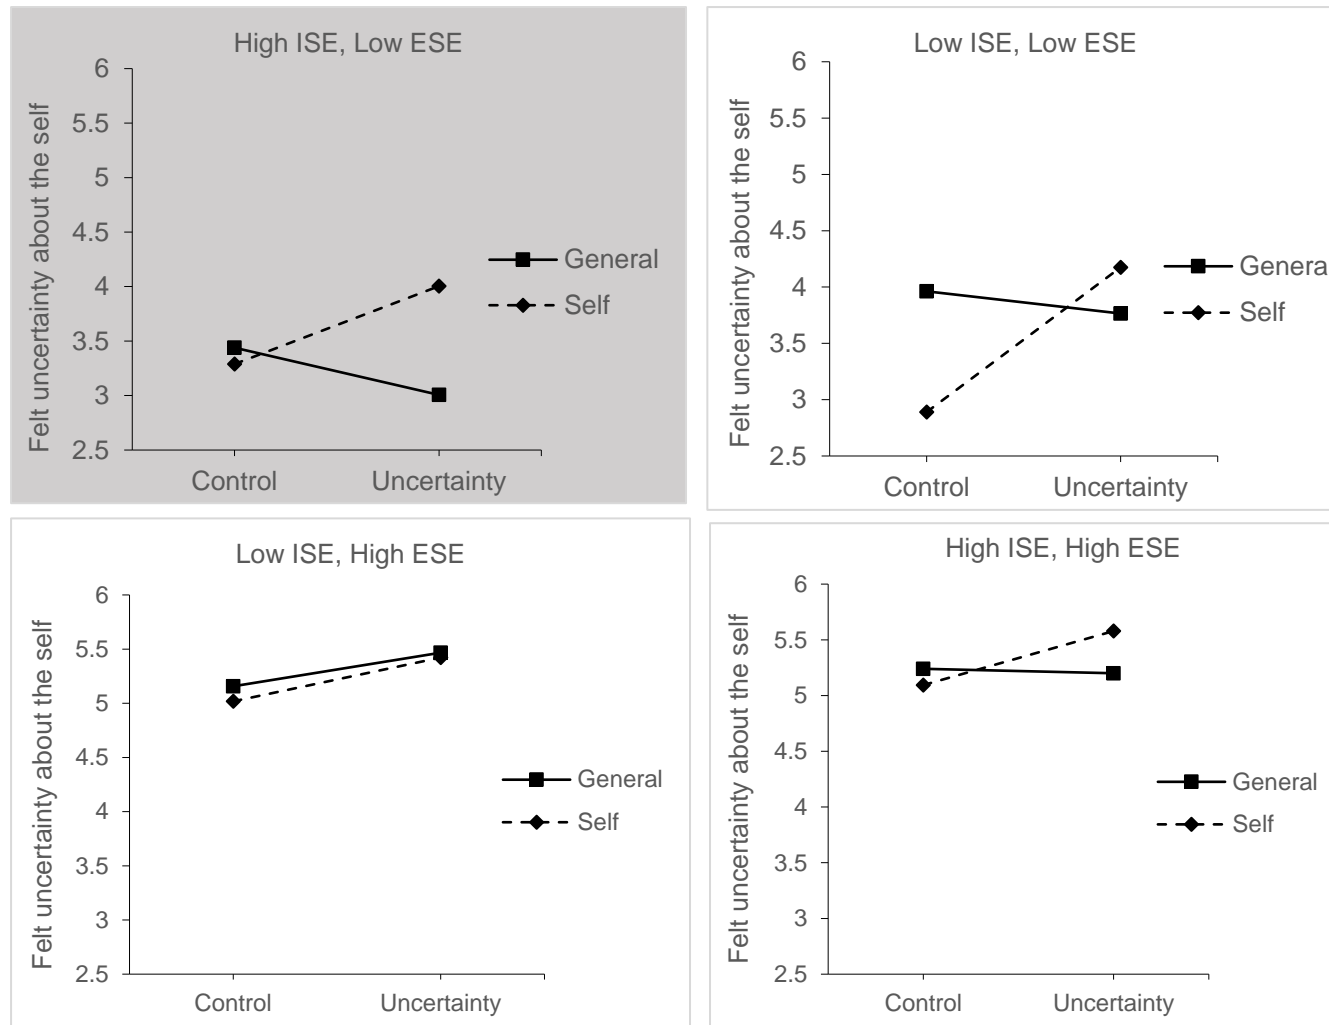 High ISE, Low ESE
Felt uncertainty about the self
6
5.5
5
4.5
4
3.5
3
2.5
Control Uncertainty
General
Self
Low ISE, Low ESE
Felt uncertainty about the self
6
5.5
5
4.5
4
3.5
3
2.5
Control Uncertainty
Genera
Self
Low ISE, High ESE
Felt uncertainty about the self
6
5.5
5
4.5
4
3.5
3
2.5
Control Uncertainty
General
Self
High ISE, High ESE
Felt uncertainty about the self
6
5.5
5
4.5
4
3.5
3
2.5
Control Uncertainty
General
Self